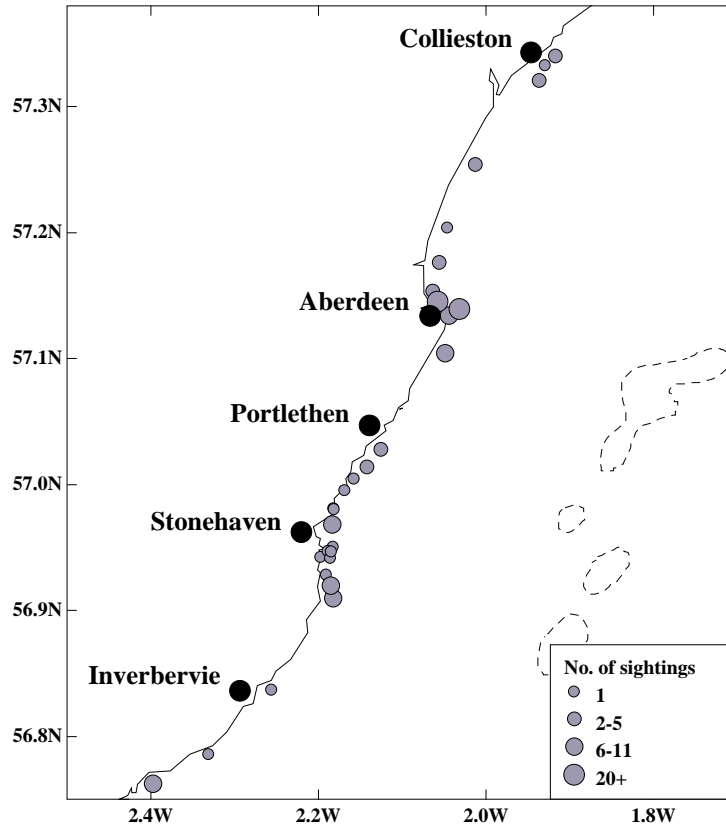 Collieston
57.3N
57.2N
Aberdeen
57.1N
Portlethen
57.0N
Stonehaven
56.9N
Inverbervie
56.8N
No. of sightings
1
2-5
6-11
20+
2.4W
2.2W
2.0W
1.8W